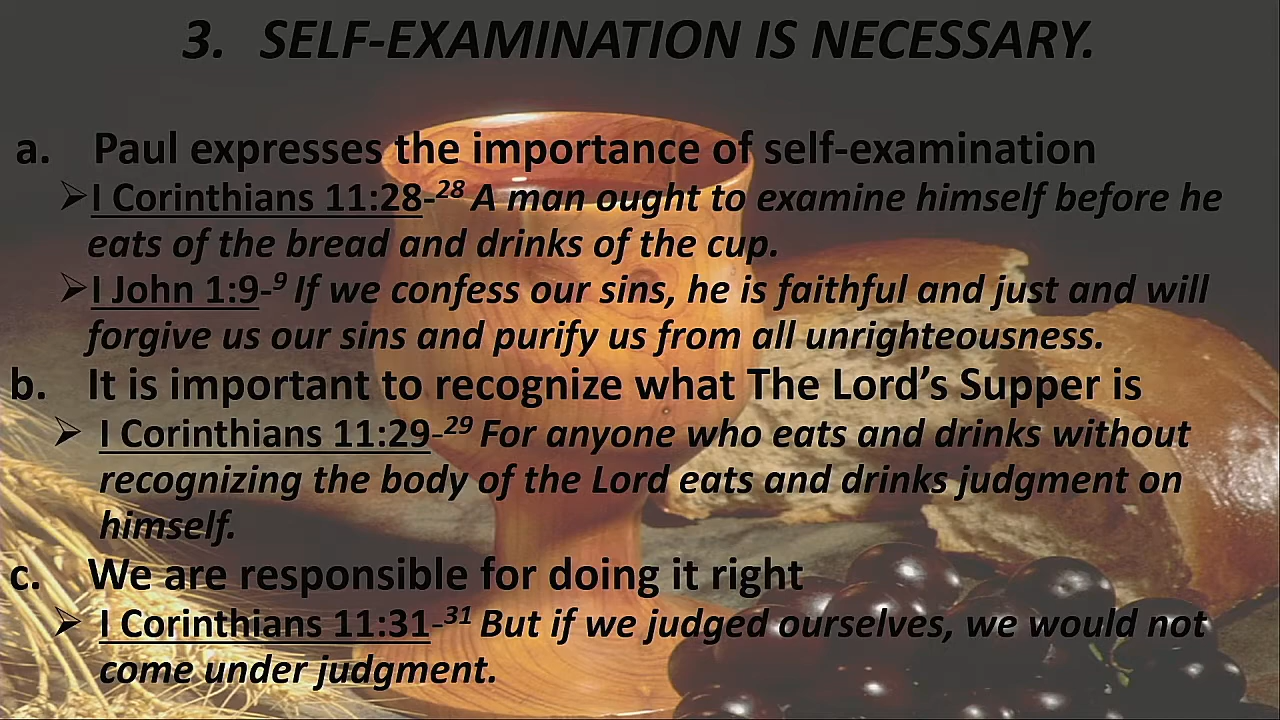 3. SELF-EXAMINATION IS NECESSARY.
a. Paul expresses the importance of self-examination
➢I Corinthians 11:28-²⁸ A man ought to examine himself before he
eats of the bread and drinks of the cup.
➢I John 1:9-⁹ If we confess our sins, he is faithful and just and will
forgive us our sins and purify us from all unrighteousness.
b. It is important to recognize what The Lord’s Supper is
➢ I Corinthians 11:29-²⁹ For anyone who eats and drinks without
recognizing the body of the Lord eats and drinks judgment on
himself.
c. We are responsible for doing it right
➢ I Corinthians 11:31-³¹ But if we judged ourselves, we would not
come under judgment.